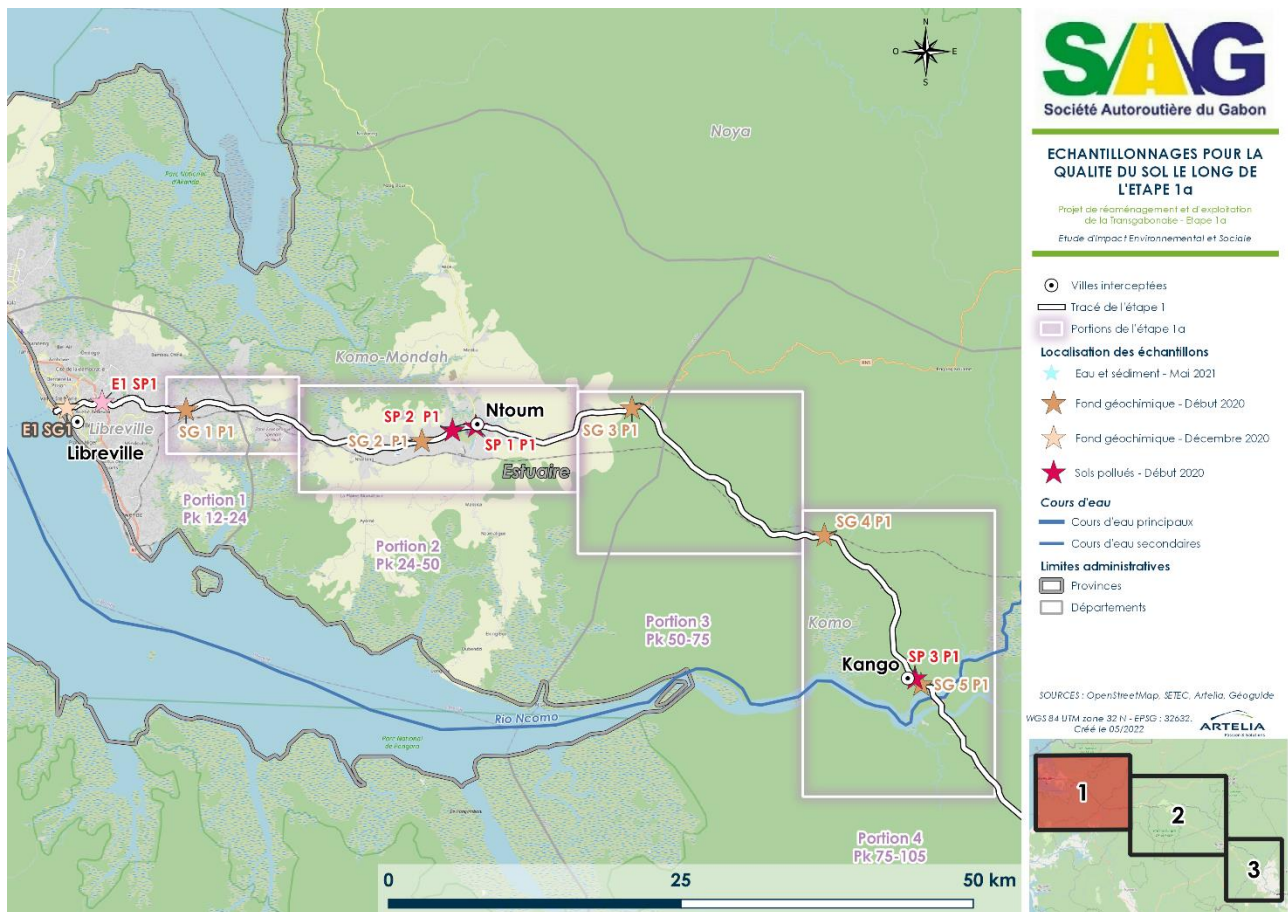 N
O
E
S
Noya
Parc National
d'Akanda
Komo-Mondah
E1 SP1
SP 2 P1
Ntoum
SG 3 P1
E1 SG1
Libreville
Libreville
SG 1 P1
SG 2 P1
SP 1 P1
Estuaire
Portion 1
Pk 12-24
Portion 2
Pk 24-50
SG 4 P1
Portion 3
Pk 50-75
Komo
SP 3 P1
Kango
SG 5 P1
Rio Ncomo
Parc National
de Pongara
Portion 4
Pk 75-105
0
25
50 km
SAG
Société Autoroutière du Gabon
ECHANTILLONNAGES POUR LA
QUALITE DU SOL LE LONG DE
L'ETAPE 1a
Projet de réaménagement et d'exploitation
de la Transgabonaise - Etape 1a
Etude d'Impact Environnemental et Sociale
Villes interceptées
Tracé de l'étape 1
Portions de l'étape 1a
Localisation des échantillons
Eau et sédiment - Mai 2021
Fond géochimique - Début 2020
Fond géochimique - Décembre 2020
Sols pollués - Début 2020
Cours d'eau
Cours d'eau principaux
Cours d'eau secondaires
Limites administratives
Provinces
Départements
SOURCES : OpenStreetMap, SETEC, Artelia, Géoguide
WGS 84 UTM zone 32 N - EPSG : 32632.
Créé le 05/2022
ARTELIA
1
2
3